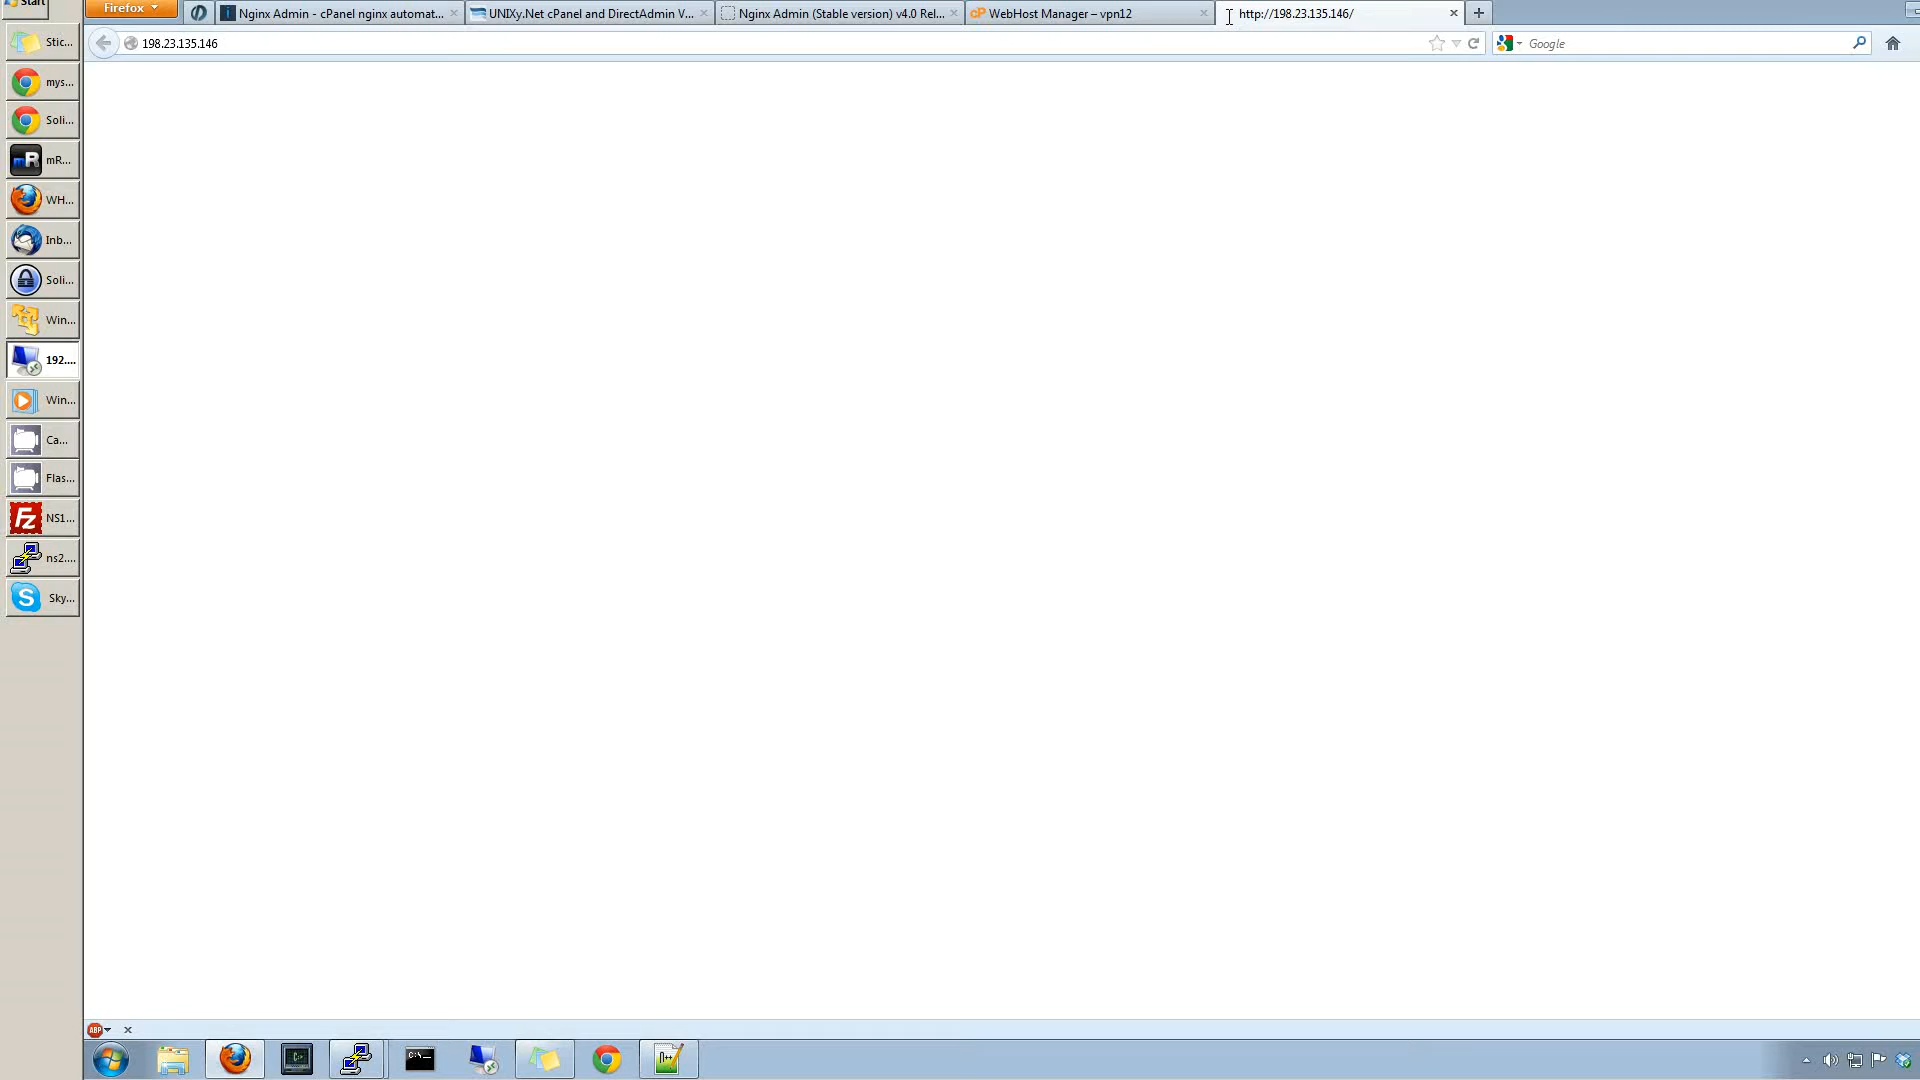 Start
Stic...
mys...
Soli...
mR...
WH...
Inb...
Soli...
Win...
192....
Win...
Ca...
Flas...
NS1...
ns2....
Sky...
Firefox
Nginx Admin - cPanel nginx automat...
UNIXy.Net cPanel and DirectAdmin V...
Nginx Admin (Stable version) v4.0 Rel...
cP WebHost Manager – vpn12
http://198.23.135.146/
198.23.135.146
Google
ABP